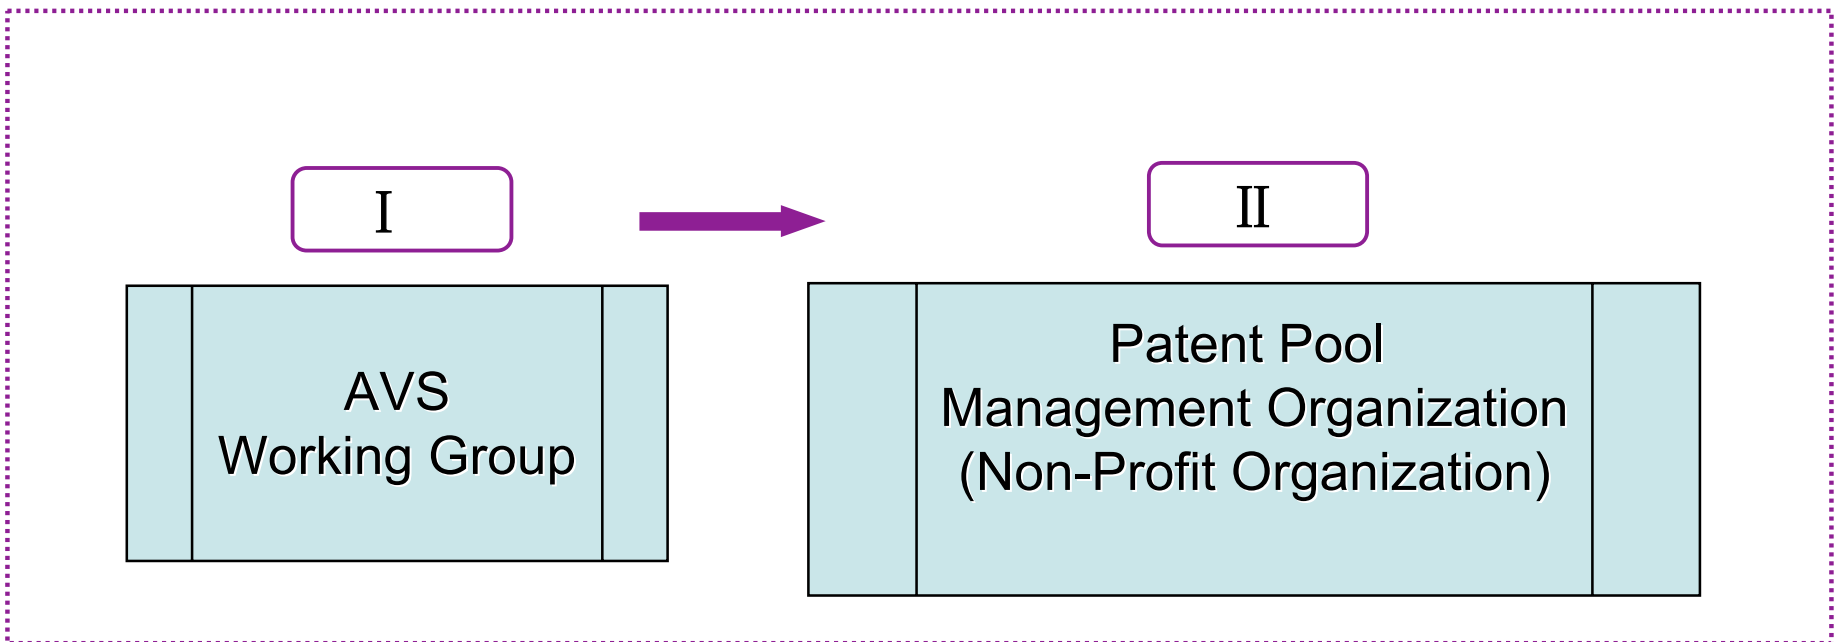 I
II
AVS
Working Group
Patent Pool
Management Organization
(Non-Profit Organization)